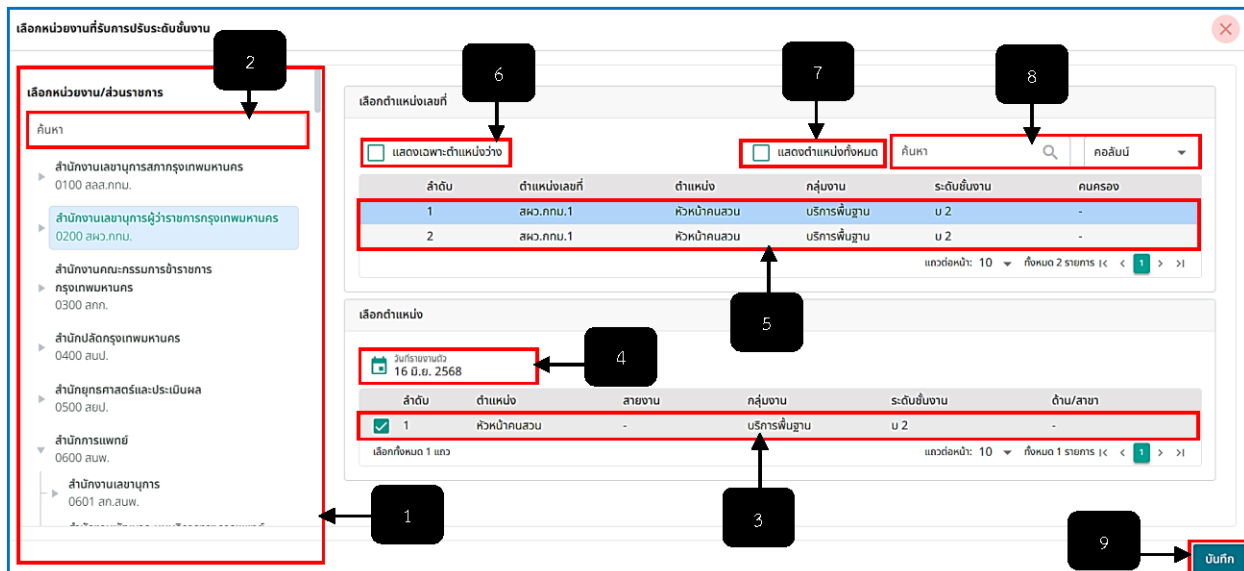 เลือกหน่วยงานที่รับการปรับระดับชั้นงาน
2
6
7
8
เลือกหน่วยงาน/ส่วนราชการ
ค้นหา
สำนักงานเลขานุการสภากรุงเทพมหานคร
0100 สลส.กทม.
สำนักงานเลขานุการผู้ว่าราชการกรุงเทพมหานคร
0200 สผว.กทม.
สำนักงานคณะกรรมการข้าราชการ
กรุงเทพมหานคร
0300 สกก.
สำนักปลัดกรุงเทพมหานคร
0400 สนป.
สำนักยุทธศาสตร์และประเมินผล
0500 สยป.
สำนักการแพทย์
0600 สนพ.
สำนักงานเลขานุการ
0601 สก.สนพ.
1
เลือกตำแหน่งเลขที่
แสดงเฉพาะตำแหน่งว่าง แสดงตำแหน่งทั้งหมด ค้นหา คอลัมน์
ลำดับ ตำแหน่งเลขที่ ตำแหน่ง กลุ่มงาน ระดับชั้นงาน คนครอง
1 สผว.กทม.1 หัวหน้าคนสวน บริการพื้นฐาน บ 2 -
2 สผว.กทม.1 หัวหน้าคนสวน บริการพื้นฐาน บ 2 -
แถวต่อหน้า: 10 ทั้งหมด 2 รายการ 1
5
เลือกตำแหน่ง
4
วันที่รายงานตัว
16 มิ.ย. 2568
ลำดับ ตำแหน่ง สายงาน กลุ่มงาน ระดับชั้นงาน ด้าน/สาขา
1 หัวหน้าคนสวน - บริการพื้นฐาน บ 2 -
เลือกทั้งหมด 1 แถว แถวต่อหน้า: 10 ทั้งหมด 1 รายการ 1
3
9
บันทึก